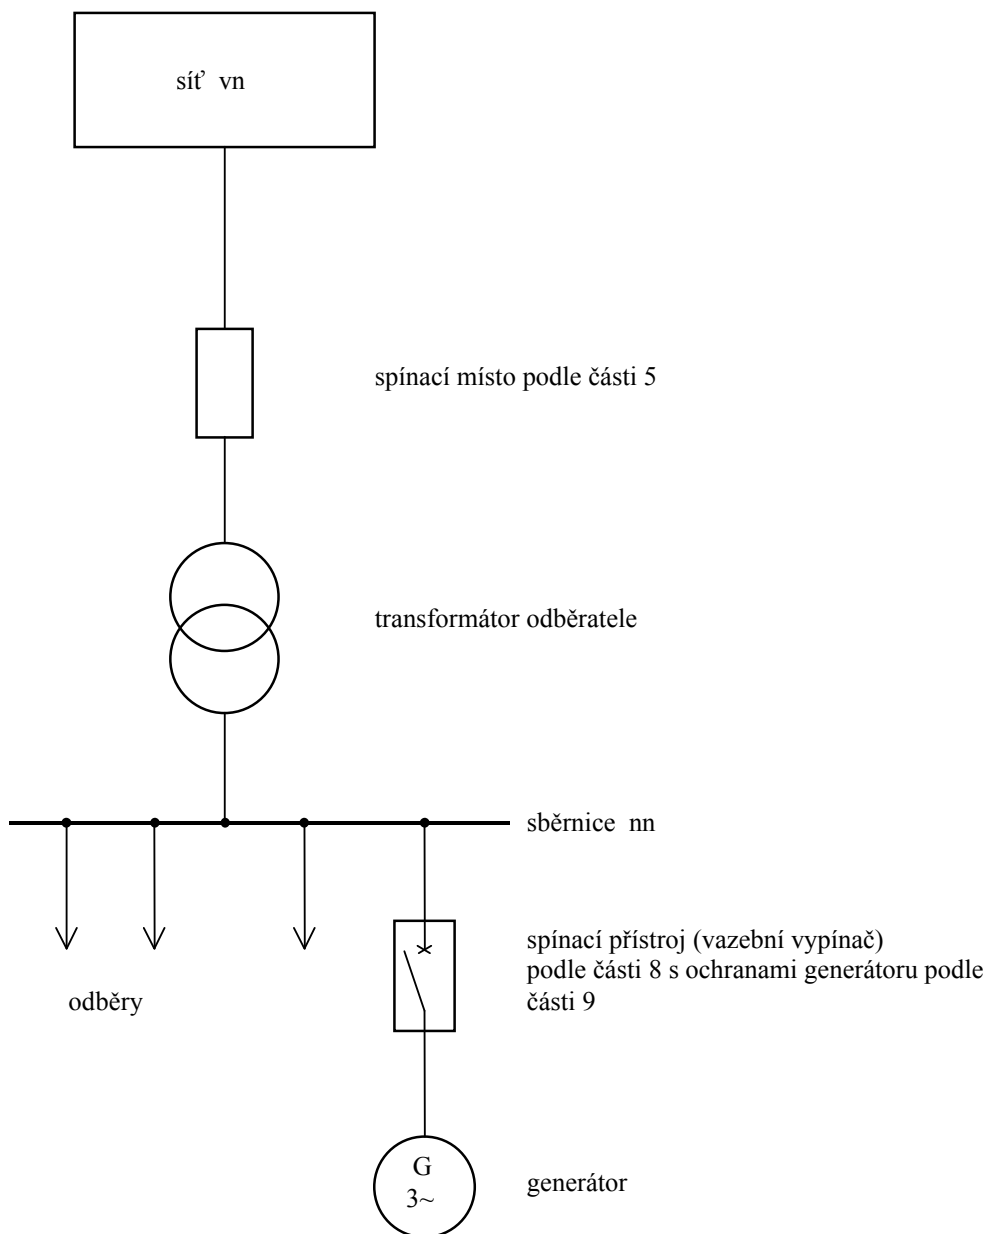 síť vn
spínací místo podle části 5
transformátor odběratele
sběrnice nn
spínací přístroj (vazební vypínač)
podle části 8 s ochranami generátoru podle
části 9
odběry
G
3~
generátor